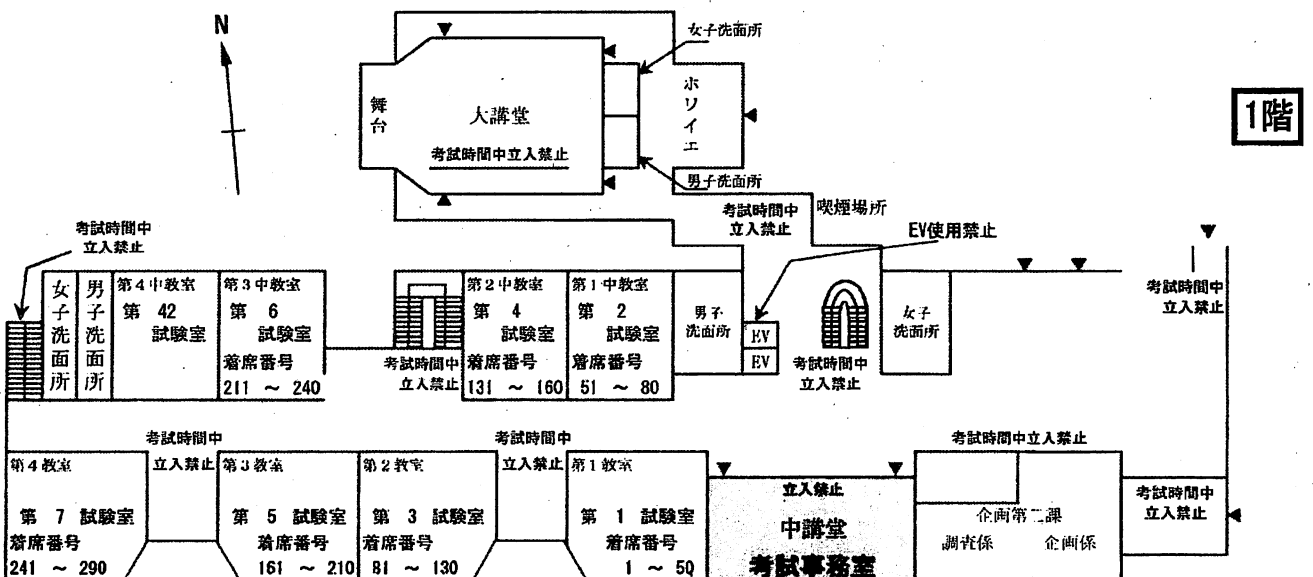 N
1階
女子洗面所
舞台
大講堂
考試時間中立入禁止
ホワイエ
男子洗面所
考試時間中
立入禁止
喫煙場所
EV使用禁止
考試時間中
立入禁止
考試時間中
立入禁止
女子洗面所
男子洗面所
第4中教室
第 42
試験室
第3中教室
第 6
試験室
着席番号
211 ~ 240
考試時間中
立入禁止
第2中教室
第 4
試験室
着席番号
131 ~ 160
第1中教室
第 2
試験室
着席番号
51 ~ 80
男子
洗面所
EV
EV
考試時間中
立入禁止
女子
洗面所
考試時間中
立入禁止
考試時間中
立入禁止
考試時間中立入禁止
第4教室
第 7 試験室
着席番号
241 ~ 290
第3教室
第 5 試験室
着席番号
161 ~ 210
第2教室
第 3 試験室
着席番号
81 ~ 130
第1教室
第 1 試験室
着席番号
1 ~ 50
立入禁止
中講堂
考試事務室
企画第二課
調査係 企画係
考試時間中
立入禁止